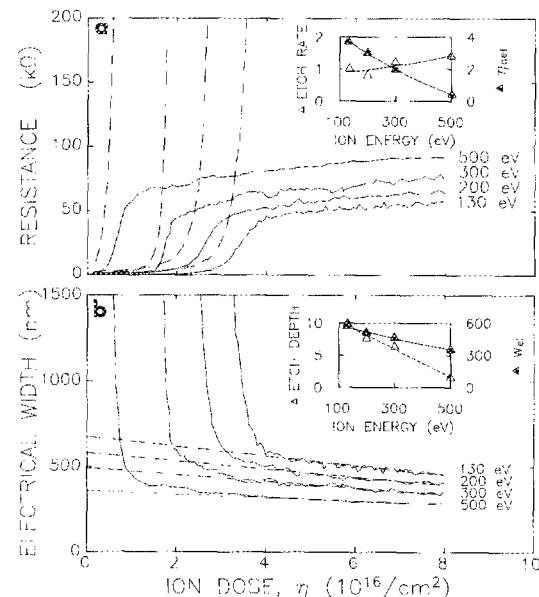 a
RESISTANCE (KΩ)
200
150
100
50
0
Δ ETCH RATE
2
1
0
4
2
0
▲ ηdef
100 300 500
ION ENERGY (eV)
500 eV
300 eV
200 eV
130 eV
b
ELECTRICAL WIDTH (nm)
1500
1000
500
0
Δ ETCH DEPTH
10
5
0
600
300
0
▲ Wel
100 300 500
ION ENERGY (eV)
130 eV
200 eV
300 eV
500 eV
0 2 4 6 8 10
ION DOSE, η (10¹⁶/cm²)